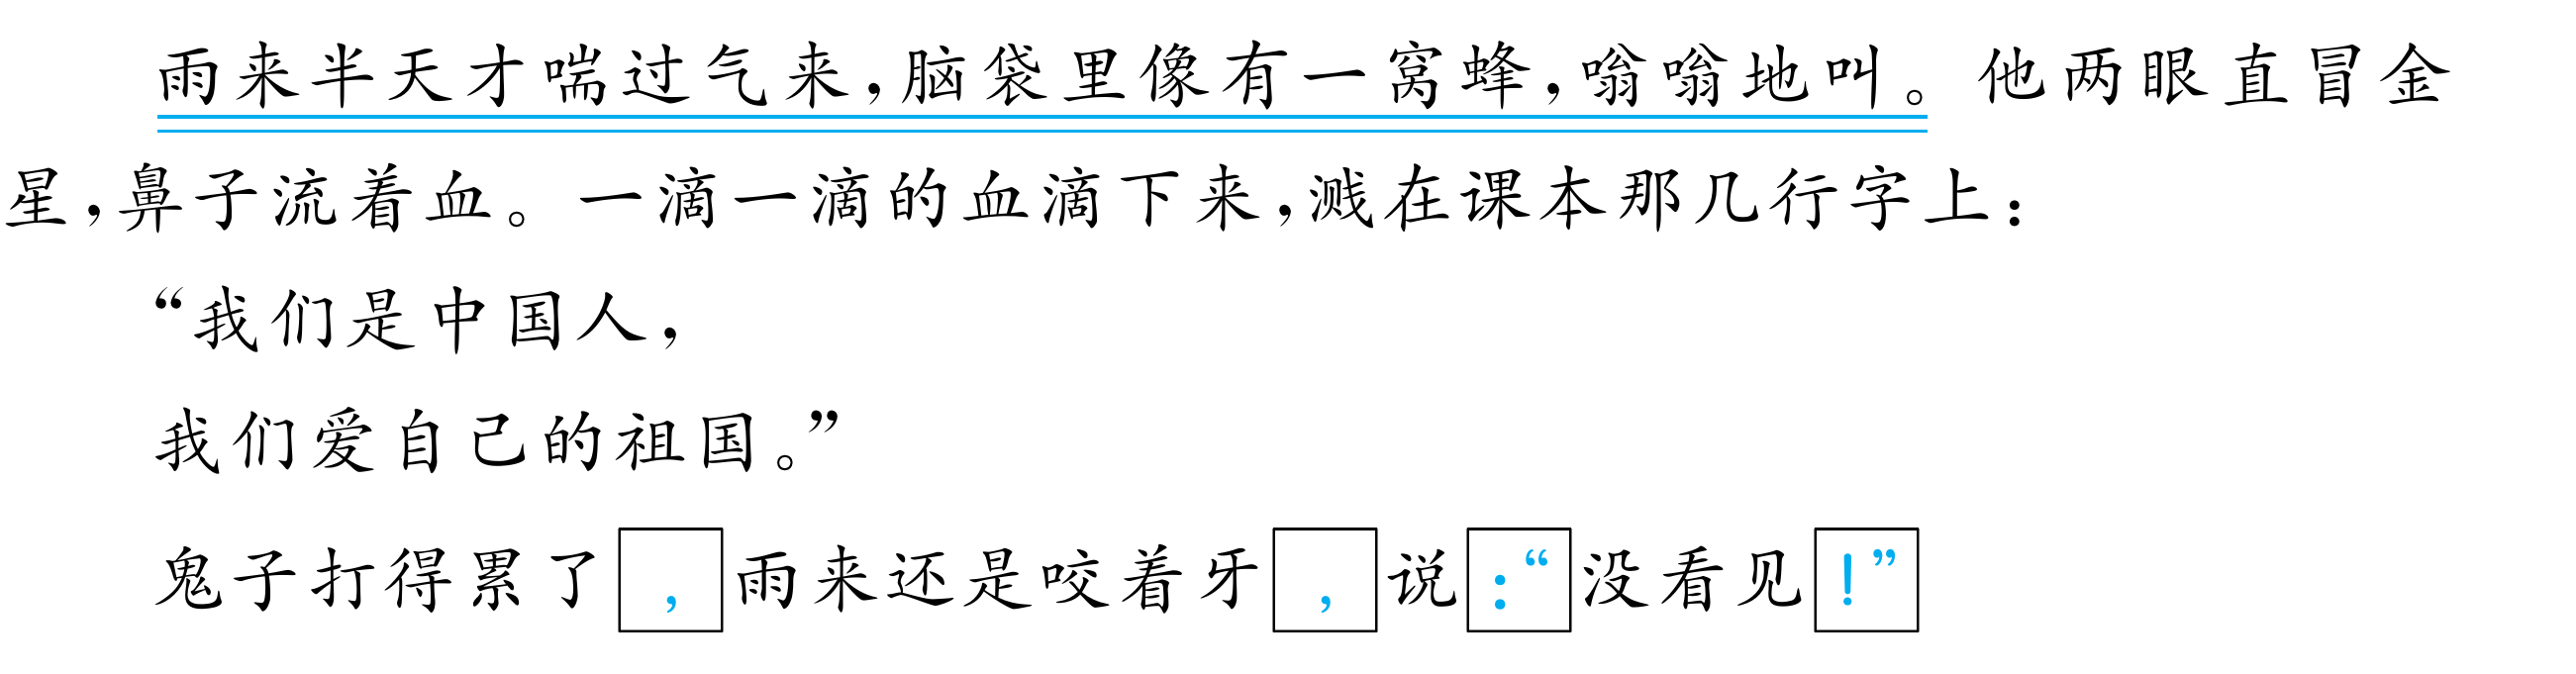 雨来半天才喘过气来，脑袋里像有一窝蜂，嗡嗡地叫。他两眼直冒金
星，鼻子流着血。一滴一滴的血滴下来，溅在课本那几行字上：
“我们是中国人，
我们爱自己的祖国。”
鬼子打得累了，雨来还是咬着牙，说：“没看见！”